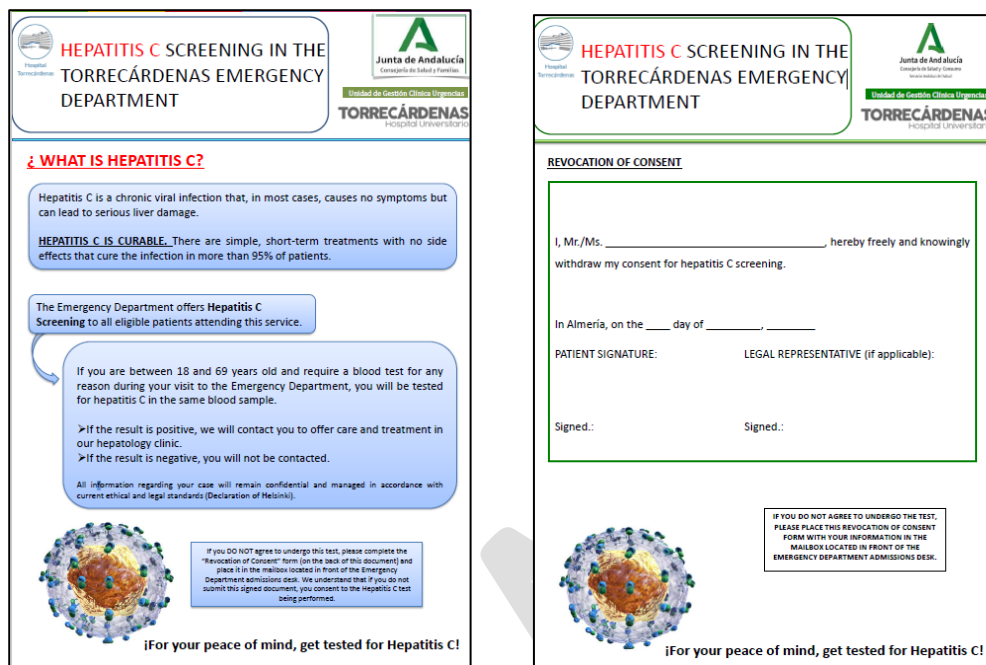 Hospital
Torrecárdenas
HEPATITIS C SCREENING IN THE
TORRECÁRDENAS EMERGENCY
DEPARTMENT
Junta de Andalucía
Consejería de Salud y Familias
Unidad de Gestión Clínica Urgencias
TORRECÁRDENAS
Hospital Universitario
¿ WHAT IS HEPATITIS C?
Hepatitis C is a chronic viral infection that, in most cases, causes no symptoms but
can lead to serious liver damage.
HEPATITIS C IS CURABLE. There are simple, short-term treatments with no side
effects that cure the infection in more than 95% of patients.
The Emergency Department offers Hepatitis C
Screening to all eligible patients attending this service.
If you are between 18 and 69 years old and require a blood test for any
reason during your visit to the Emergency Department, you will be tested
for hepatitis C in the same blood sample.
➢If the result is positive, we will contact you to offer care and treatment in
our hepatology clinic.
➢If the result is negative, you will not be contacted.
All information regarding your case will remain confidential and managed in accordance with
current ethical and legal standards (Declaration of Helsinki).
If you DO NOT agree to undergo this test, please complete the
"Revocation of Consent" form (on the back of this document) and
place it in the mailbox located in front of the Emergency
Department admissions desk. We understand that if you do not
submit this signed document, you consent to the Hepatitis C test
being performed.
¡For your peace of mind, get tested for Hepatitis C!
Hospital
Torrecárdenas
HEPATITIS C SCREENING IN THE
TORRECÁRDENAS EMERGENCY
DEPARTMENT
Junta de Andalucía
Consejería de Salud y Consumo
Servicio Andaluz de Salud
Unidad de Gestión Clínica Urgencias
TORRECÁRDENAS
Hospital Universitario
REVOCATION OF CONSENT
I, Mr./Ms. ______________________________________, hereby freely and knowingly
withdraw my consent for hepatitis C screening.
In Almería, on the ____ day of _________, ________
PATIENT SIGNATURE: LEGAL REPRESENTATIVE (if applicable):
Signed.: Signed.:
IF YOU DO NOT AGREE TO UNDERGO THE TEST,
PLEASE PLACE THIS REVOCATION OF CONSENT
FORM WITH YOUR INFORMATION IN THE
MAILBOX LOCATED IN FRONT OF THE
EMERGENCY DEPARTMENT ADMISSIONS DESK.
¡For your peace of mind, get tested for Hepatitis C!